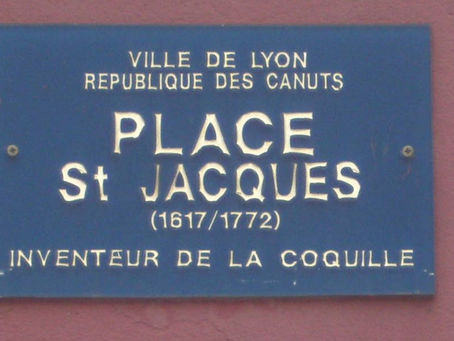 VILLE DE LYON
REPUBLIQUE DES CANUTS
PLACE
St JACQUES
(1617/1772)
INVENTEUR DE LA COQUILLE